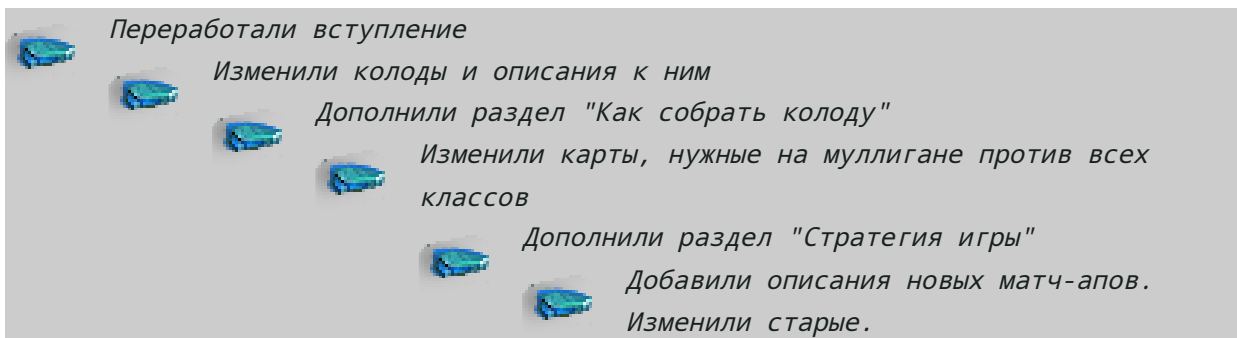 Переработали вступление
Изменили колоды и описания к ним
Дополнили раздел "Как собрать колоду"
Изменили карты, нужные на муллигане против всех
классов
Дополнили раздел "Стратегия игры"
Добавили описания новых матч-апов.
Изменили старые.